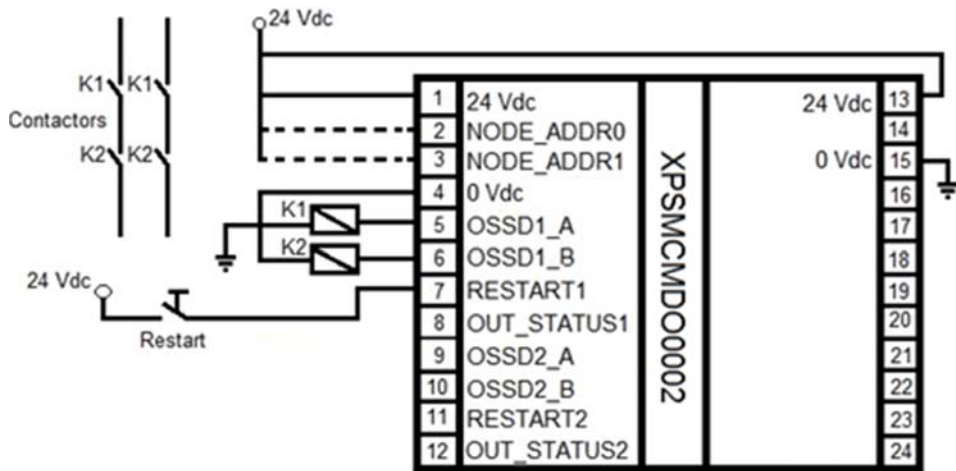 24 Vdc
K1 K1
Contactors
K2 K2
1 24 Vdc
2 NODE_ADDR0
3 NODE_ADDR1
4 0 Vdc
K1
5 OSSD1_A
K2
6 OSSD1_B
24 Vdc
7 RESTART1
Restart
8 OUT_STATUS1
9 OSSD2_A
10 OSSD2_B
11 RESTART2
12 OUT_STATUS2
XPSMCMDO0002
24 Vdc 13
14
0 Vdc 15
16
17
18
19
20
21
22
23
24